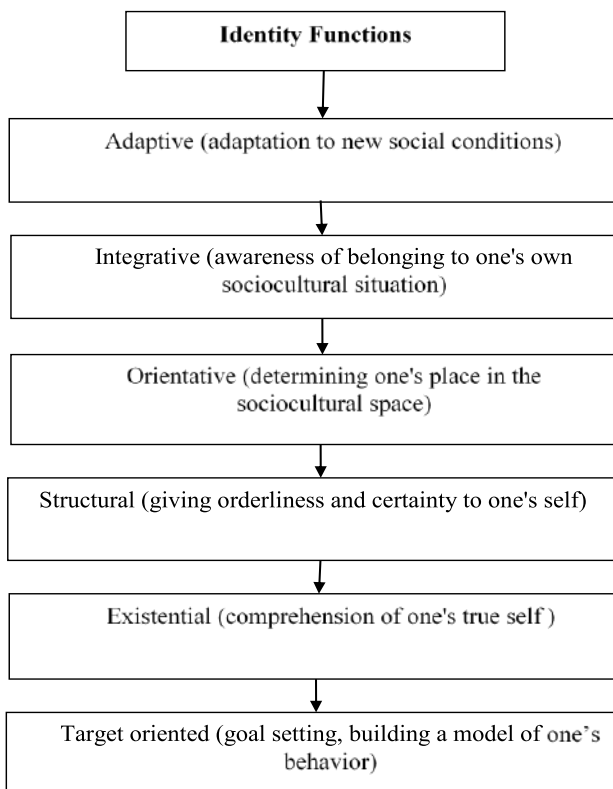 Identity Functions
Adaptive (adaptation to new social conditions)
Integrative (awareness of belonging to one's own
sociocultural situation)
Orientative (determining one's place in the
sociocultural space)
Structural (giving orderliness and certainty to one's self)
Existential (comprehension of one's true self )
Target oriented (goal setting, building a model of one’s
behavior)